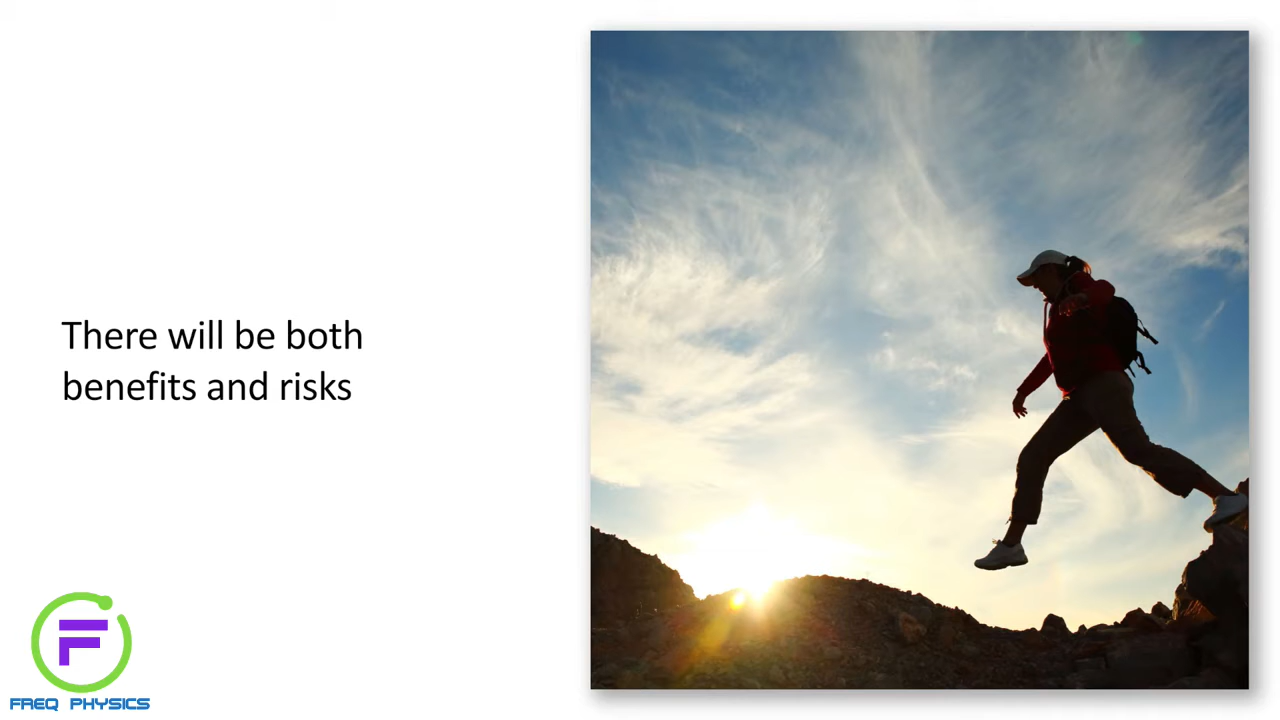 There will be both
benefits and risks
F
FREQ PHYSICS